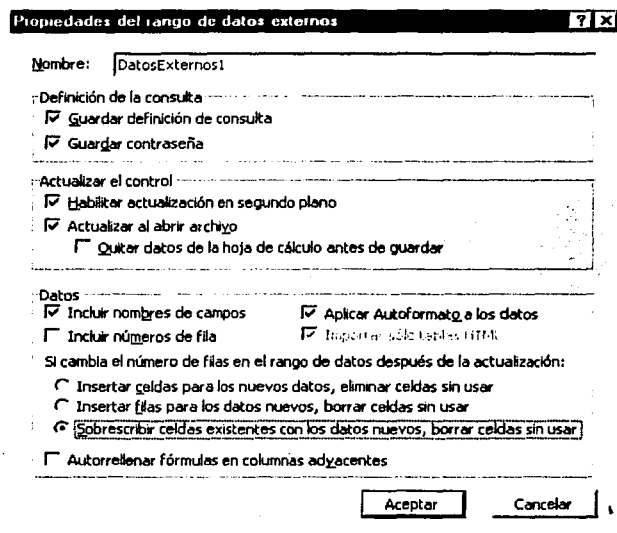 Propiedades del rango de datos externos
Nombre: DatosExternos1
Definición de la consulta
Guardar definición de consulta
Guardar contraseña
Actualizar el control
Habilitar actualización en segundo plano
Actualizar al abrir archivo
Quitar datos de la hoja de cálculo antes de guardar
Datos
Incluir nombres de campos
Aplicar Autoformato a los datos
Incluir números de fila
Importar sólo tablas HTML
Si cambia el número de filas en el rango de datos después de la actualización:
Insertar celdas para los nuevos datos, eliminar celdas sin usar
Insertar filas para los datos nuevos, borrar celdas sin usar
Sobrescribir celdas existentes con los datos nuevos, borrar celdas sin usar
Autorrellenar fórmulas en columnas adyacentes
Aceptar Cancelar